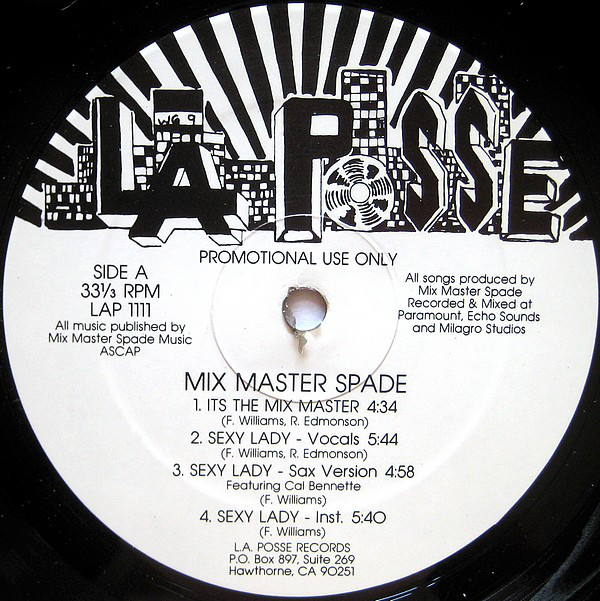 LA POSSE
WG 9
PROMOTIONAL USE ONLY
SIDE A
33⅓ RPM
LAP 1111
All music published by
Mix Master Spade Music
ASCAP
All songs produced by
Mix Master Spade
Recorded & Mixed at
Paramount, Echo Sounds
and Milagro Studios
MIX MASTER SPADE
1. ITS THE MIX MASTER 4:34
(F. Williams, R. Edmonson)
2. SEXY LADY - Vocals 5:44
(F. Williams, R. Edmonson)
3. SEXY LADY - Sax Version 4:58
Featuring Cal Bennette
(F. Williams)
4. SEXY LADY - Inst. 5:40
(F. Williams)
L.A. POSSE RECORDS
P.O. Box 897, Suite 269
Hawthorne, CA 90251